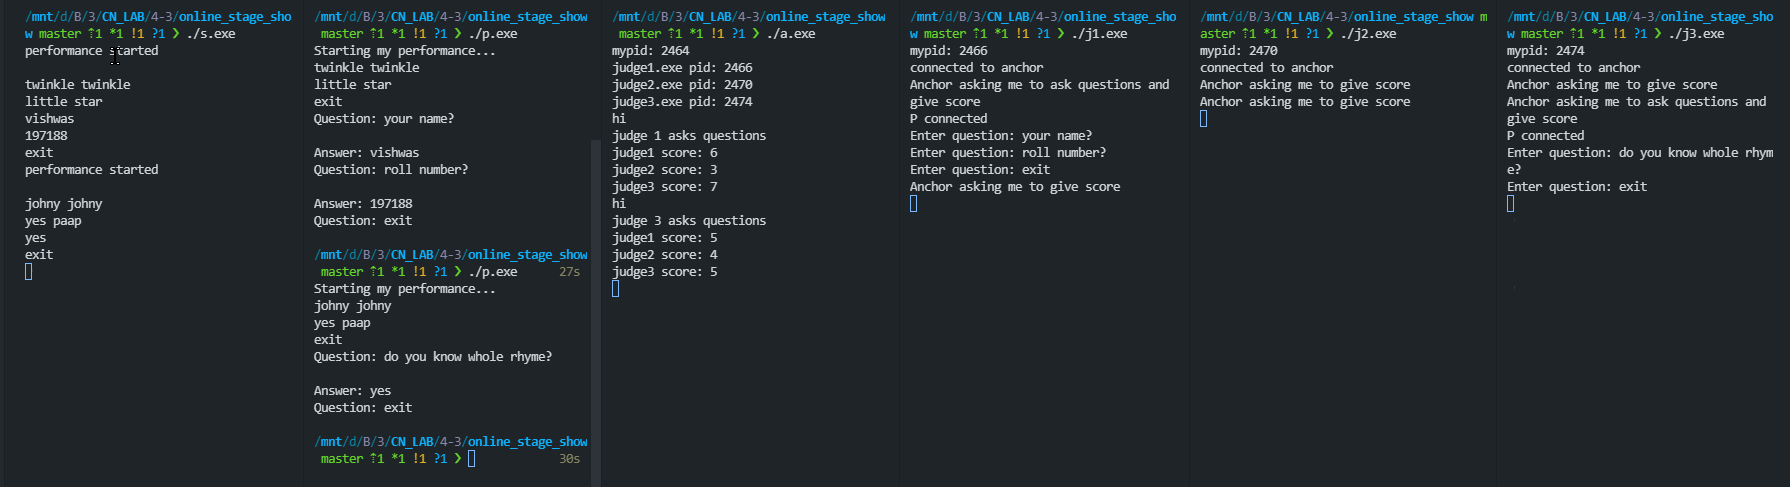 /mnt/d/B/3/CN_LAB/4-3/online_stage_sho
w master ⇡1 *1 !1 ?1 ❯ ./s.exe
performance started
twinkle twinkle
little star
vishwas
197188
exit
performance started
johny johny
yes paap
yes
exit
/mnt/d/B/3/CN_LAB/4-3/online_stage_show
master ⇡1 *1 !1 ?1 ❯ ./p.exe
Starting my performance...
twinkle twinkle
little star
exit
Question: your name?
Answer: vishwas
Question: roll number?
Answer: 197188
Question: exit
/mnt/d/B/3/CN_LAB/4-3/online_stage_show
master ⇡1 *1 !1 ?1 ❯ ./p.exe 27s
Starting my performance...
johny johny
yes paap
exit
Question: do you know whole rhyme?
Answer: yes
Question: exit
/mnt/d/B/3/CN_LAB/4-3/online_stage_show
master ⇡1 *1 !1 ?1 ❯ 30s
/mnt/d/B/3/CN_LAB/4-3/online_stage_show
master ⇡1 *1 !1 ?1 ❯ ./a.exe
mypid: 2464
judge1.exe pid: 2466
judge2.exe pid: 2470
judge3.exe pid: 2474
hi
judge 1 asks questions
judge1 score: 6
judge2 score: 3
judge3 score: 7
hi
judge 3 asks questions
judge1 score: 5
judge2 score: 4
judge3 score: 5
/mnt/d/B/3/CN_LAB/4-3/online_stage_sho
w master ⇡1 *1 !1 ?1 ❯ ./j1.exe
mypid: 2466
connected to anchor
Anchor asking me to ask questions and
give score
P connected
Enter question: your name?
Enter question: roll number?
Enter question: exit
Anchor asking me to give score
/mnt/d/B/3/CN_LAB/4-3/online_stage_show m
aster ⇡1 *1 !1 ?1 ❯ ./j2.exe
mypid: 2470
connected to anchor
Anchor asking me to give score
Anchor asking me to give score
/mnt/d/B/3/CN_LAB/4-3/online_stage_sho
w master ⇡1 *1 !1 ?1 ❯ ./j3.exe
mypid: 2474
connected to anchor
Anchor asking me to give score
Anchor asking me to ask questions and
give score
P connected
Enter question: do you know whole rhym
e?
Enter question: exit